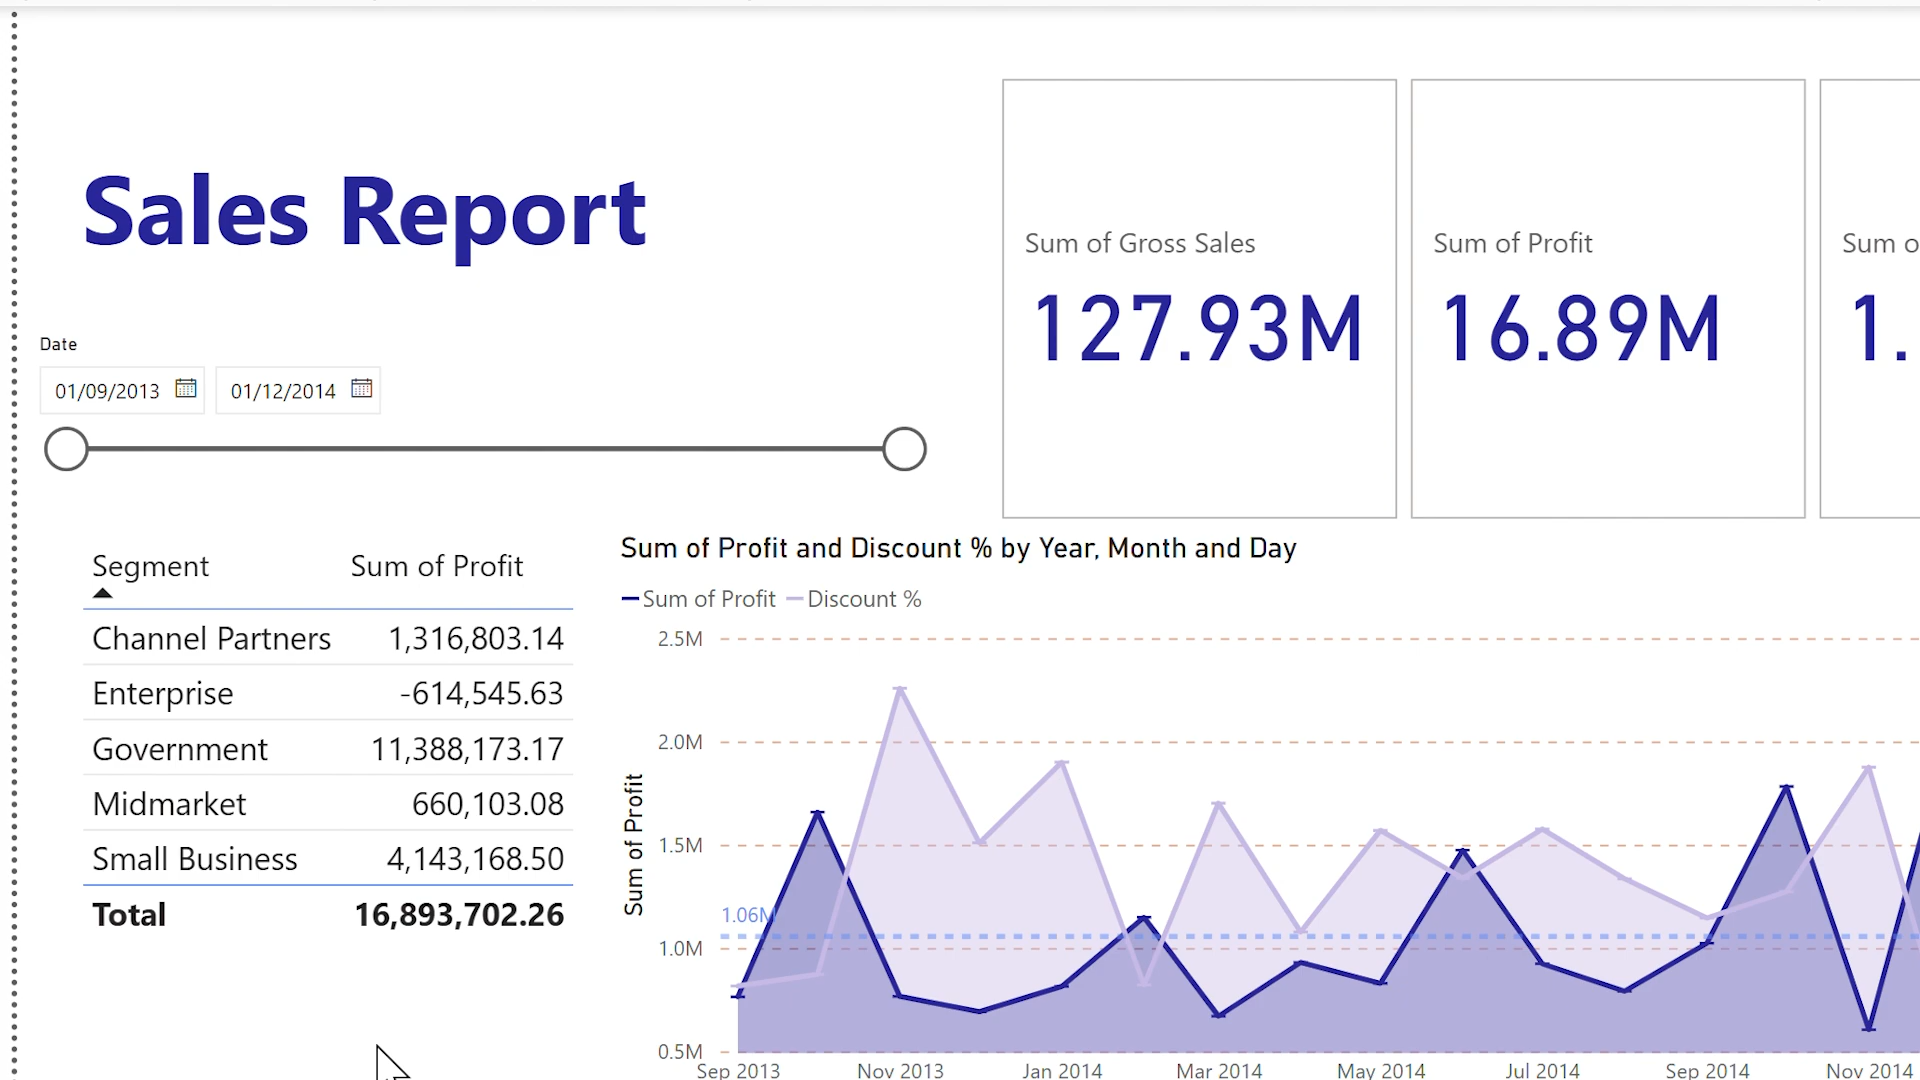 Sales Report
Sum of Gross Sales
127.93M
Sum of Profit
16.89M
Sum o
1.
Date
01/09/2013 01/12/2014
Segment Sum of Profit
Channel Partners 1,316,803.14
Enterprise -614,545.63
Government 11,388,173.17
Midmarket 660,103.08
Small Business 4,143,168.50
Total 16,893,702.26
Sum of Profit and Discount % by Year, Month and Day
Sum of Profit Discount %
Sum of Profit
2.5M
2.0M
1.5M
1.06M
1.0M
0.5M
Sep 2013 Nov 2013 Jan 2014 Mar 2014 May 2014 Jul 2014 Sep 2014 Nov 2014